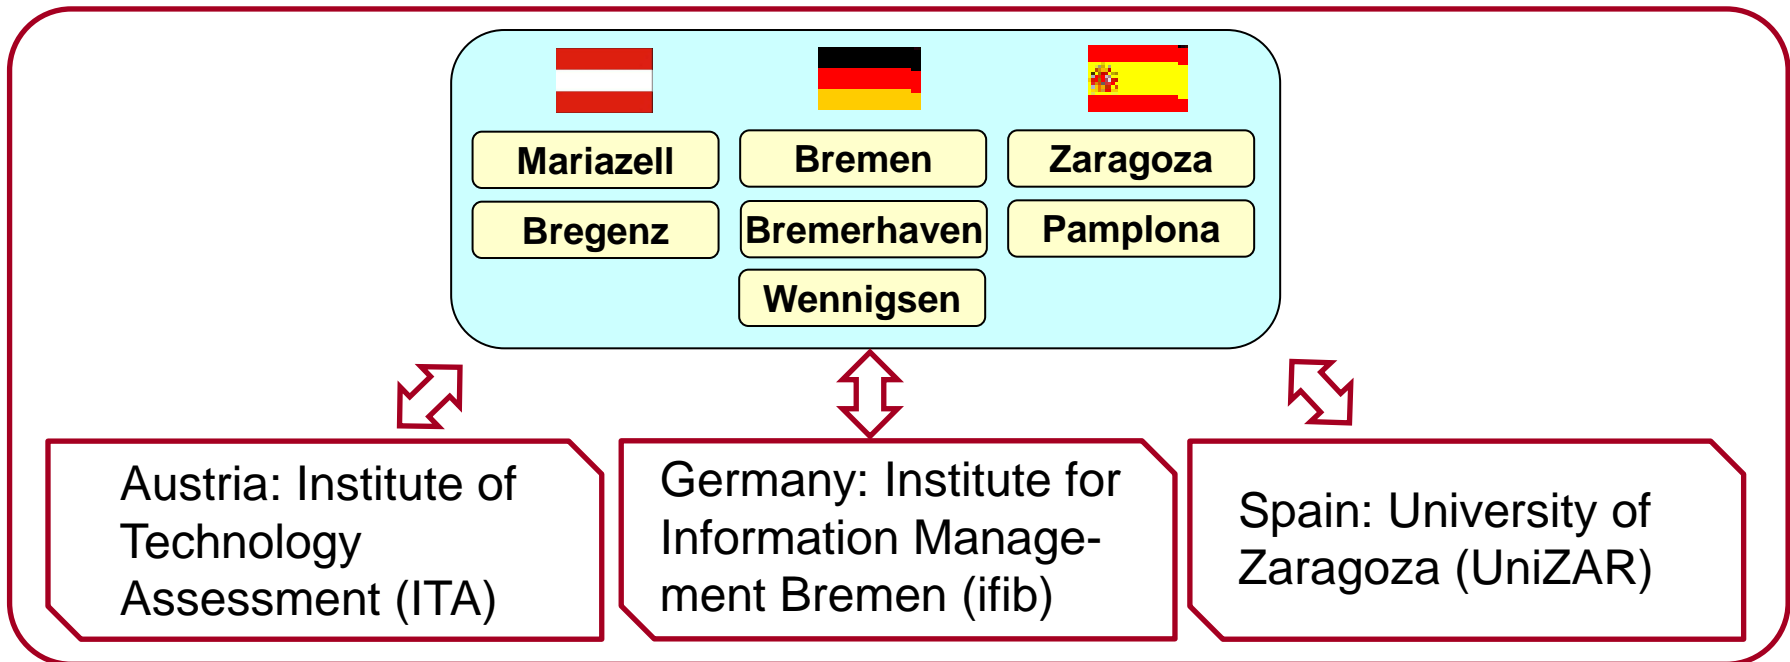 Mariazell
Bremen
Zaragoza
Bregenz
Bremerhaven
Pamplona
Wennigsen
Austria: Institute of
Technology
Assessment (ITA)
Germany: Institute for
Information Manage-
ment Bremen (ifib)
Spain: University of
Zaragoza (UniZAR)